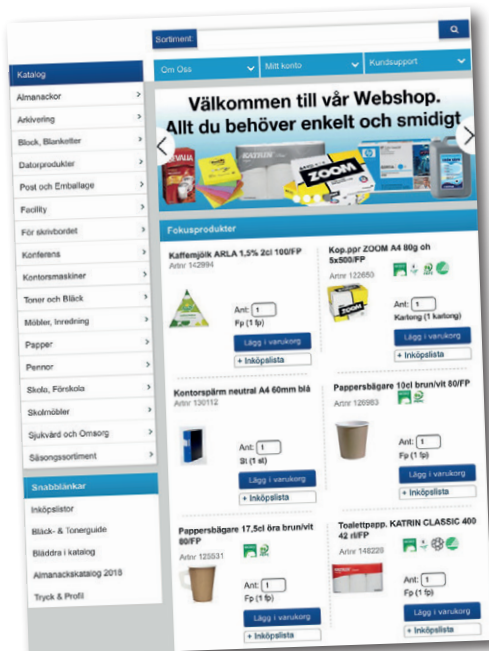 Sortiment:
Katalog
Om Oss
Mitt konto
Kundsupport
Almanackor
Arkivering
Block, Blanketter
Datorprodukter
Post och Emballage
Facility
För skrivbordet
Konferens
Kontorsmaskiner
Toner och Bläck
Möbler, Inredning
Papper
Pennor
Skola, Förskola
Skolmöbler
Sjukvård och Omsorg
Säsongssortiment
Snabblänkar
Inköpslistor
Bläck- & Tonerguide
Bläddra i katalog
Almanackskatalog 2018
Tryck & Profil
Välkommen till vår Webshop.
Allt du behöver enkelt och smidigt
KATRIN
ZOOM
Fokusprodukter
Kaffemjölk ARLA 1,5% 2cl 100/FP
Artnr 142994
Ant: 1
Fp (1 fp)
Lägg i varukorg
+ Inköpslista
Kop.ppr ZOOM A4 80g oh
5x500/FP
Artnr 122650
ZOOM
Ant: 1
Kartong (1 kartong)
Lägg i varukorg
+ Inköpslista
Kontorspärm neutral A4 60mm blå
Artnr 130112
Ant: 1
St (1 st)
Lägg i varukorg
+ Inköpslista
Pappersbägare 10cl brun/vit 80/FP
Artnr 126983
Ant: 1
Fp (1 fp)
Lägg i varukorg
+ Inköpslista
Pappersbägare 17,5cl öra brun/vit
80/FP
Artnr 125531
Ant: 1
Fp (1 fp)
Lägg i varukorg
+ Inköpslista
Toalettpapp. KATRIN CLASSIC 400
42 rl/FP
Artnr 148229
Ant: 1
Fp (1 fp)
Lägg i varukorg
+ Inköpslista